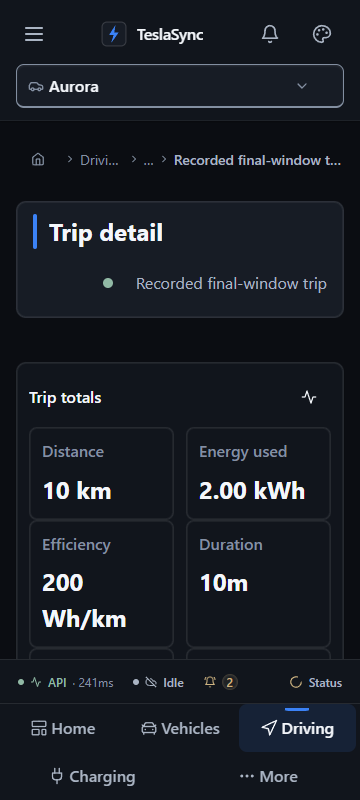 TeslaSync
Aurora
Drivi... ... Recorded final-window t...
Trip detail
Recorded final-window trip
Trip totals
Distance
10 km
Energy used
2.00 kWh
Efficiency
200
Wh/km
Duration
10m
API · 241ms Idle 2 Status
Home Vehicles Driving
Charging More